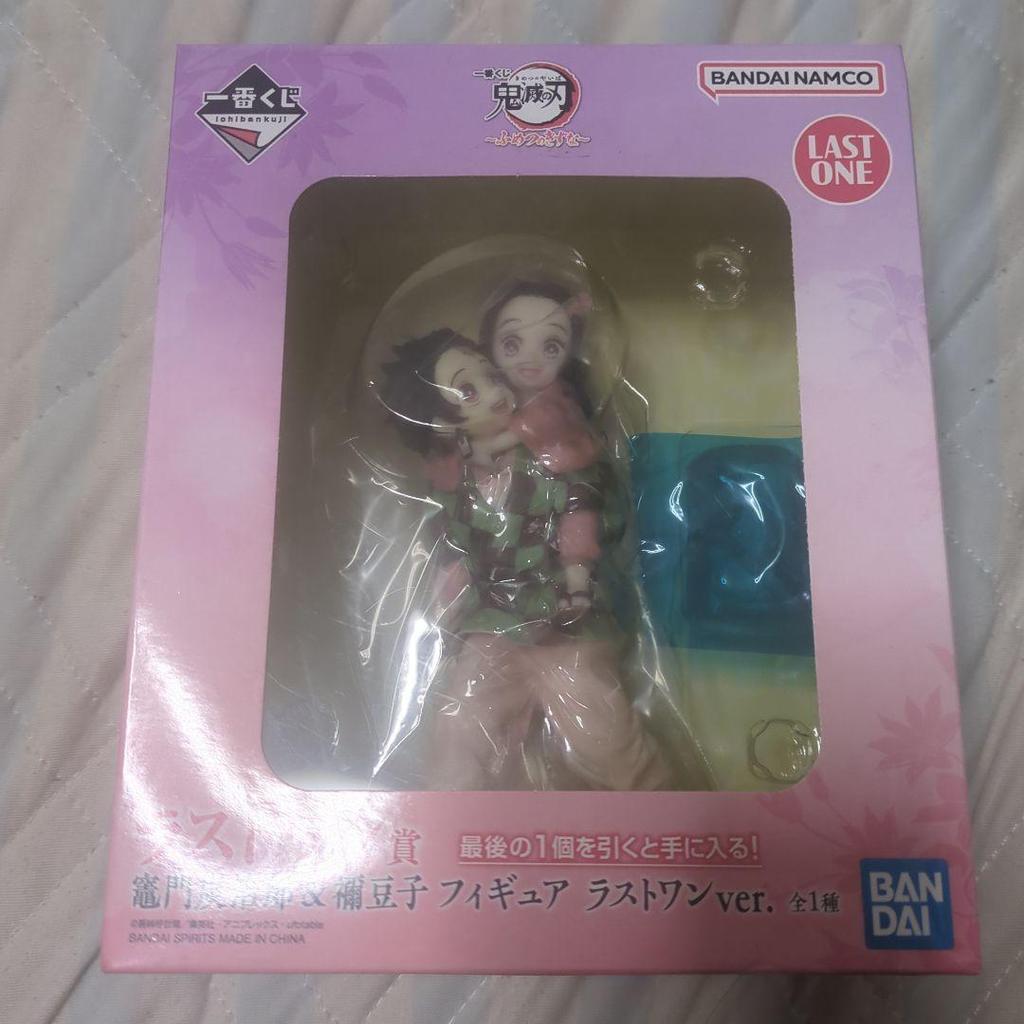 一番くじ
ichibankuji
一番くじ
きめつのやいば
鬼滅の刃
～ふめつのきずな～
BANDAI NAMCO
LAST
ONE
賞
最後の1個を引くと手に入る!
竈門炭治郎&禰豆子 フィギュア ラストワンver. 全1種
BANDAI SPIRITS MADE IN CHINA
BAN
DAI